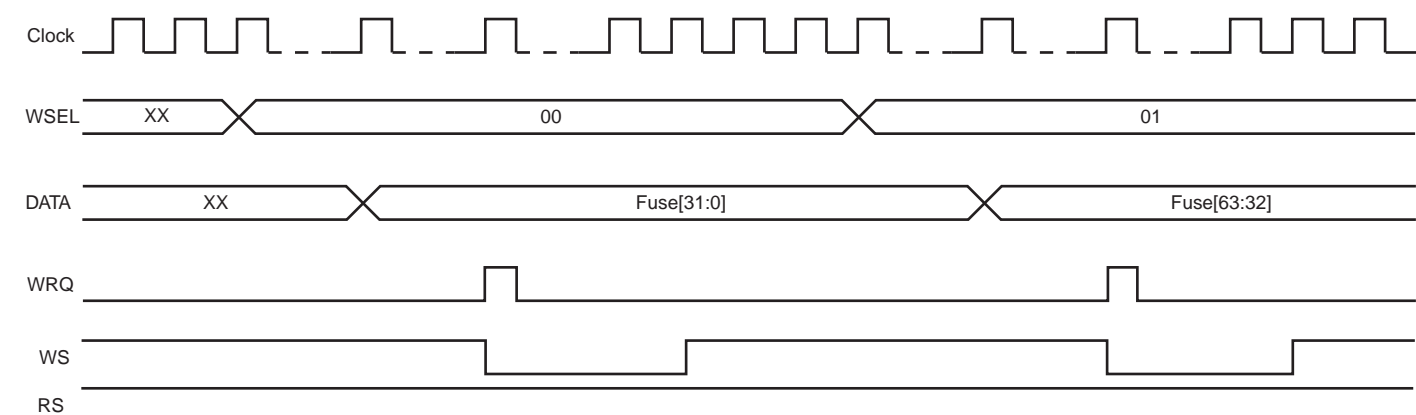 Clock
WSEL XX 00 01
DATA XX Fuse[31:0] Fuse[63:32]
WRQ
WS
RS